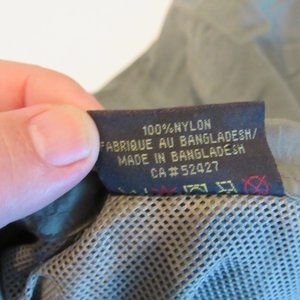 100%NYLON
FABRIQUE AU BANGLADESH/
MADE IN BANGLADESH
CA#52427